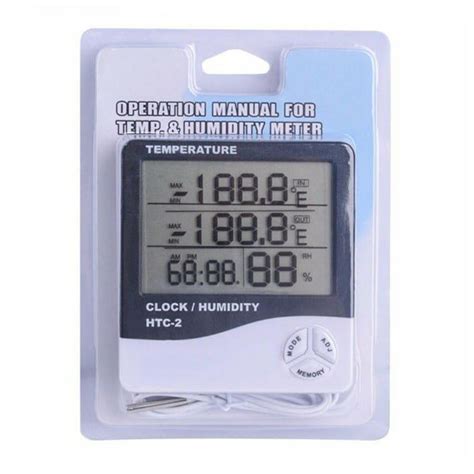 OPERATION MANUAL FOR
TEMP. & HUMIDITY METER
TEMPERATURE
MAX
MIN
-188.8°E
IN
MAX
MIN
-188.8°E
OUT
AM PM
68:88. 88 % RH
CLOCK / HUMIDITY
HTC-2
MODE
ADJ
MEMORY